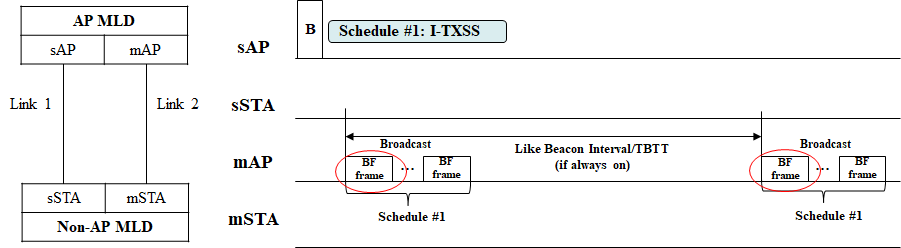 AP MLD
sAP mAP
Link 1 Link 2
sSTA mSTA
Non-AP MLD
sAP
B
Schedule #1: I-TXSS
sSTA
mAP
Broadcast
BF
frame
...
BF
frame
Schedule #1
Like Beacon Interval/TBTT
(if always on)
Broadcast
BF
frame
...
BF
frame
Schedule #1
mSTA